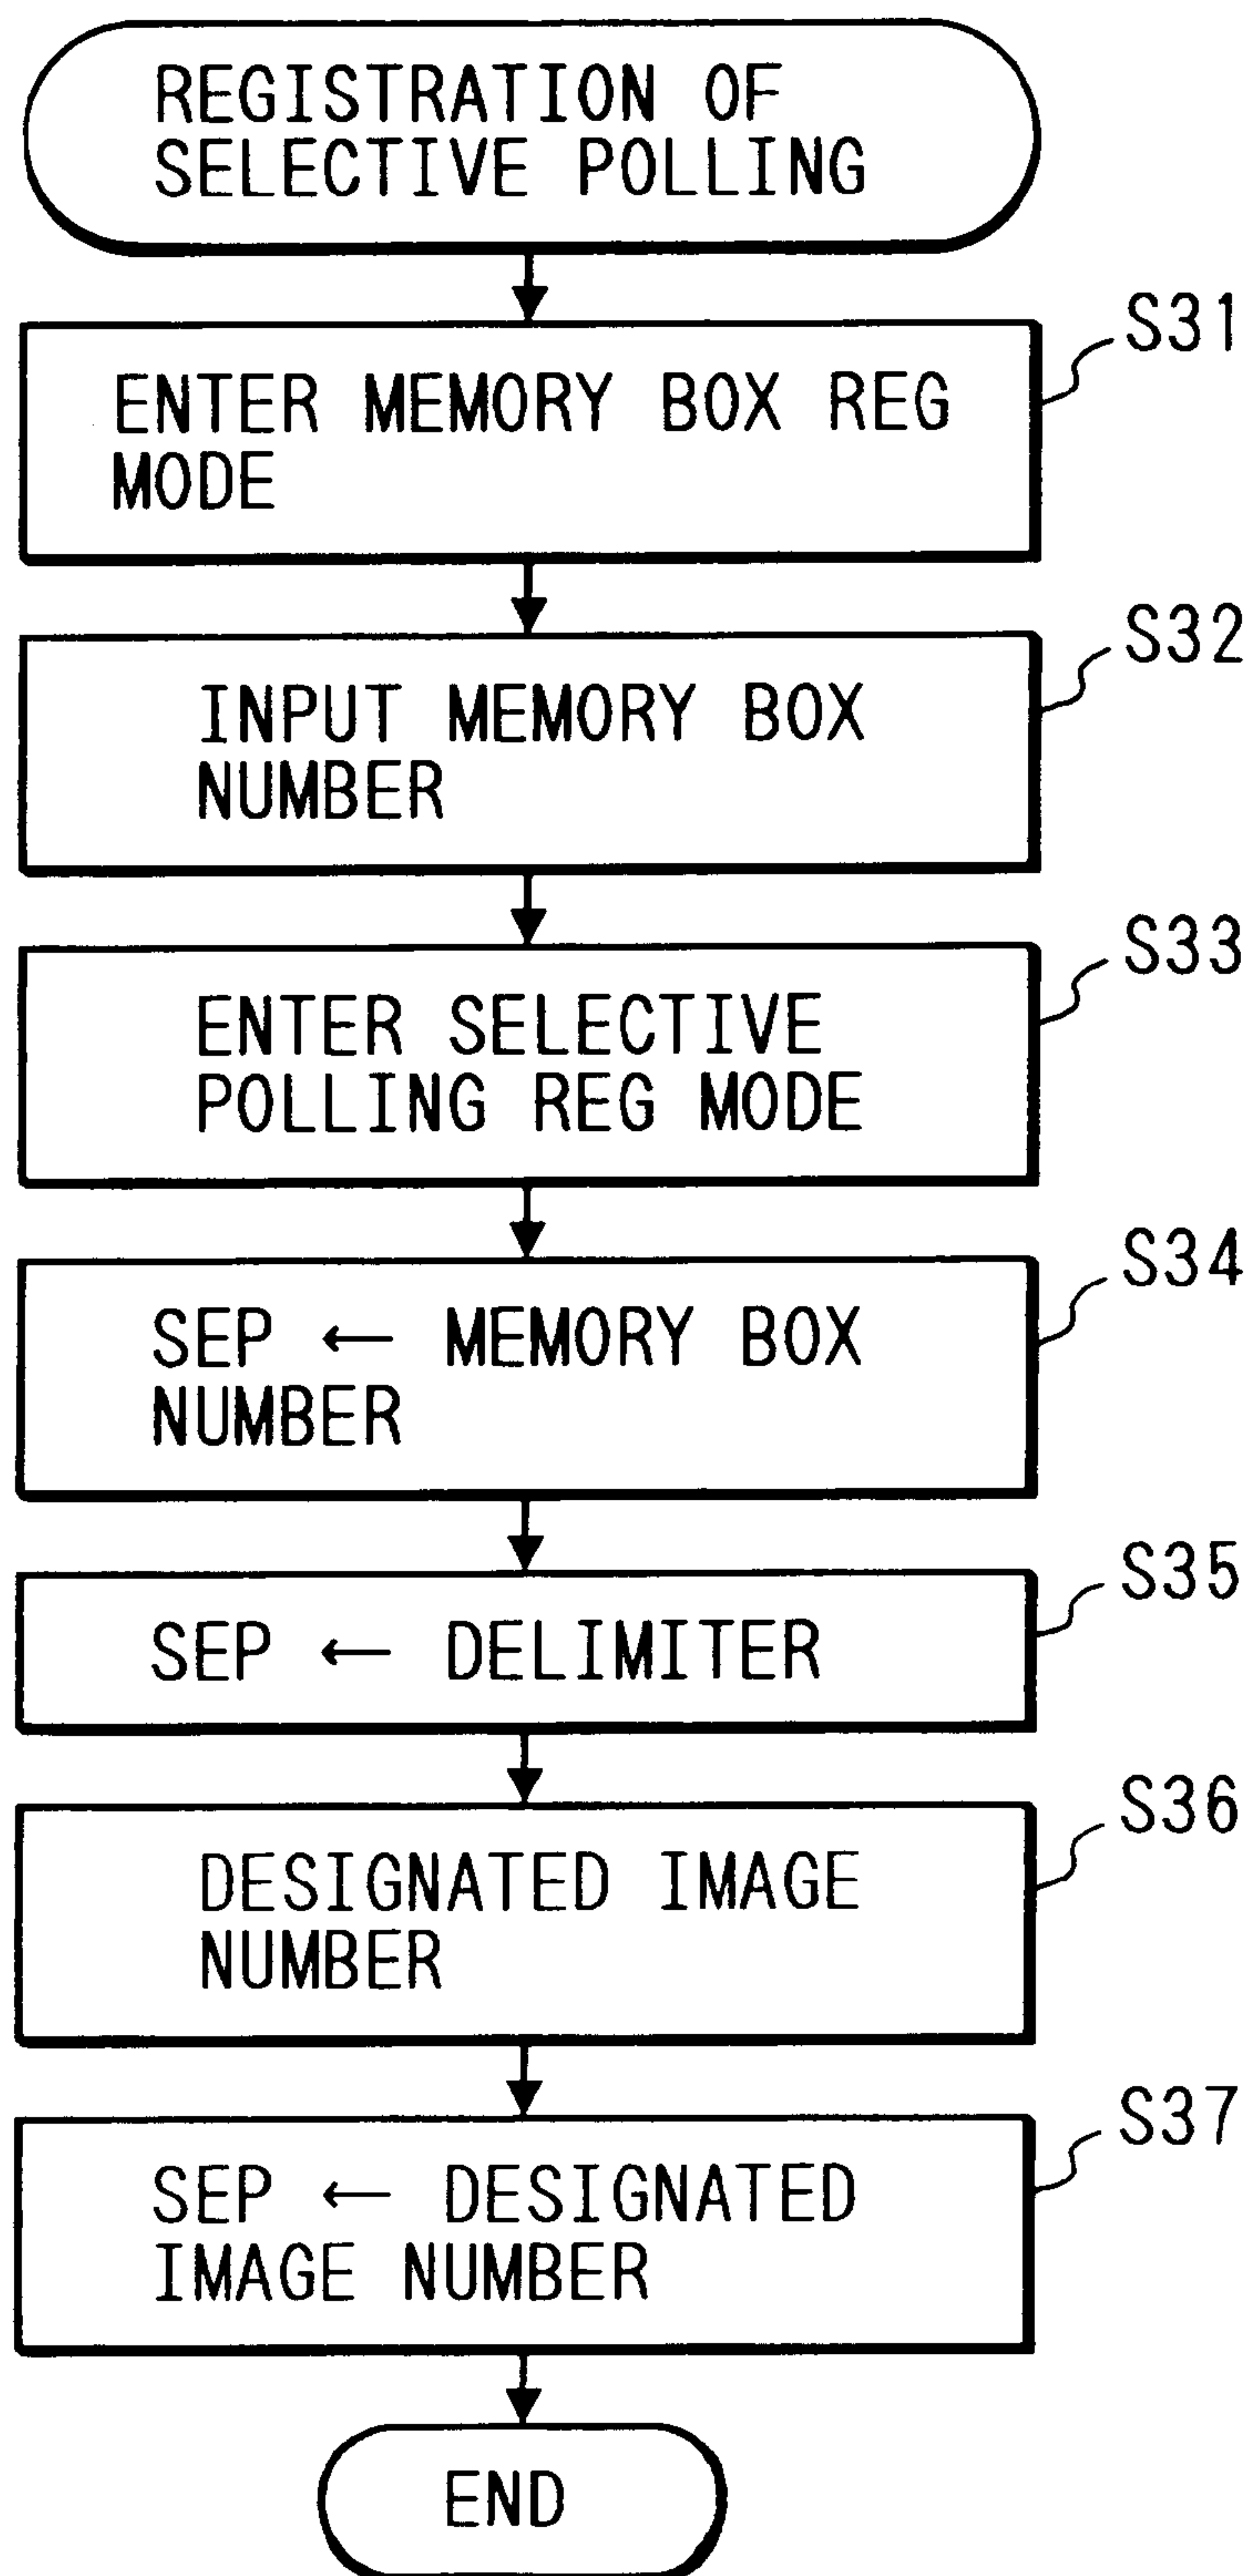 REGISTRATION OF
SELECTIVE POLLING
S31
ENTER MEMORY BOX REG
MODE
S32
INPUT MEMORY BOX
NUMBER
S33
ENTER SELECTIVE
POLLING REG MODE
S34
SEP ← MEMORY BOX
NUMBER
S35
SEP ← DELIMITER
S36
DESIGNATED IMAGE
NUMBER
S37
SEP ← DESIGNATED
IMAGE NUMBER
END